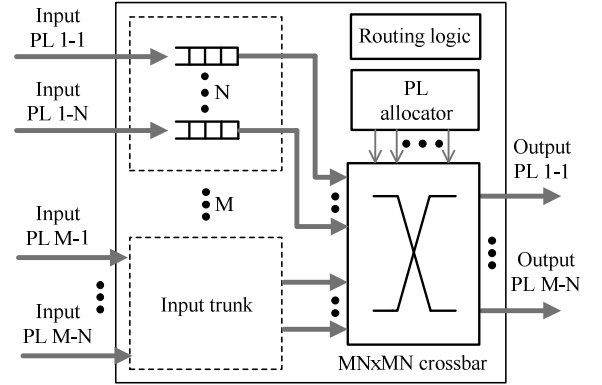 Input
PL 1-1
Input
PL 1-N
N
M
Input
PL M-1
Input
PL M-N
Input trunk
Routing logic
PL
allocator
MNxMN crossbar
Output
PL 1-1
Output
PL M-N